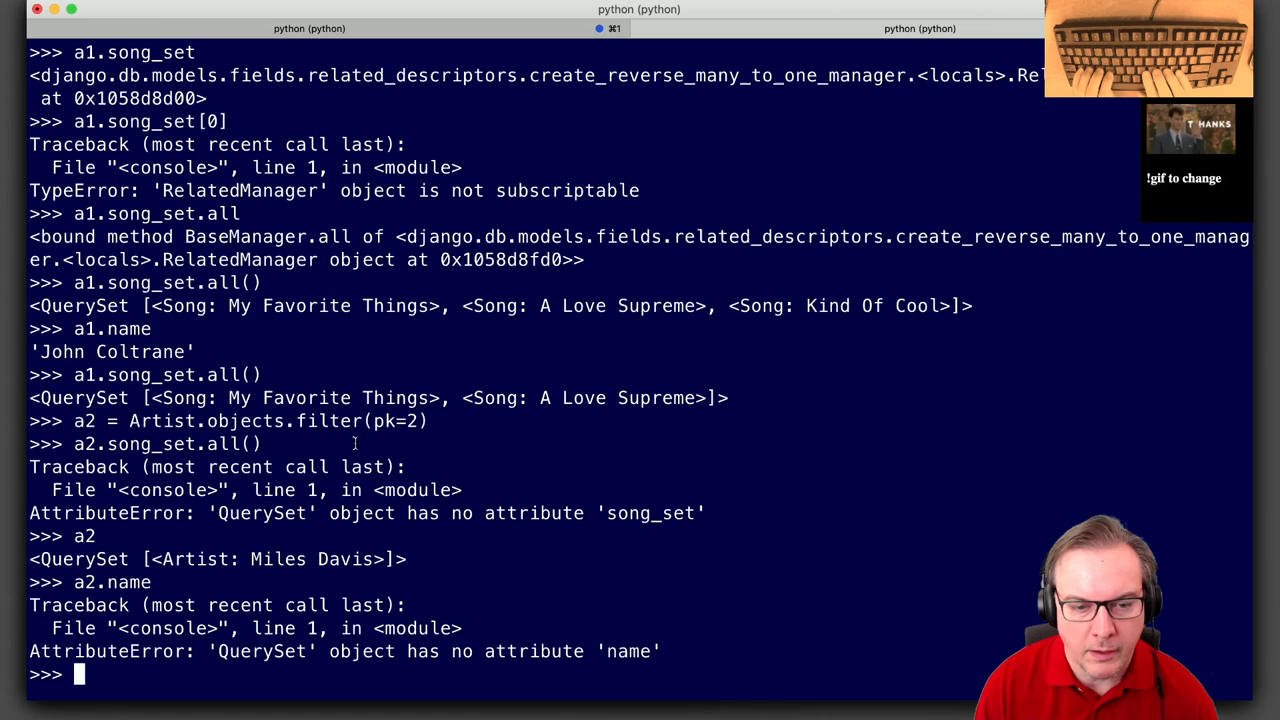 python (python)
python (python)
⌘1
python (python)
>>> a1.song_set
<django.db.models.fields.related_descriptors.create_reverse_many_to_one_manager.<locals>.Rel
at 0x1058d8d00>
>>> a1.song_set[0]
Traceback (most recent call last):
File "<console>", line 1, in <module>
TypeError: 'RelatedManager' object is not subscriptable
>>> a1.song_set.all
<bound method BaseManager.all of <django.db.models.fields.related_descriptors.create_reverse_many_to_one_manag
er.<locals>.RelatedManager object at 0x1058d8fd0>>
>>> a1.song_set.all()
<QuerySet [<Song: My Favorite Things>, <Song: A Love Supreme>, <Song: Kind Of Cool>]>
>>> a1.name
'John Coltrane'
>>> a1.song_set.all()
<QuerySet [<Song: My Favorite Things>, <Song: A Love Supreme>]>
>>> a2 = Artist.objects.filter(pk=2)
>>> a2.song_set.all()
Traceback (most recent call last):
File "<console>", line 1, in <module>
AttributeError: 'QuerySet' object has no attribute 'song_set'
>>> a2
<QuerySet [<Artist: Miles Davis>]>
>>> a2.name
Traceback (most recent call last):
File "<console>", line 1, in <module>
AttributeError: 'QuerySet' object has no attribute 'name'
>>>
T HANKS
!gif to change